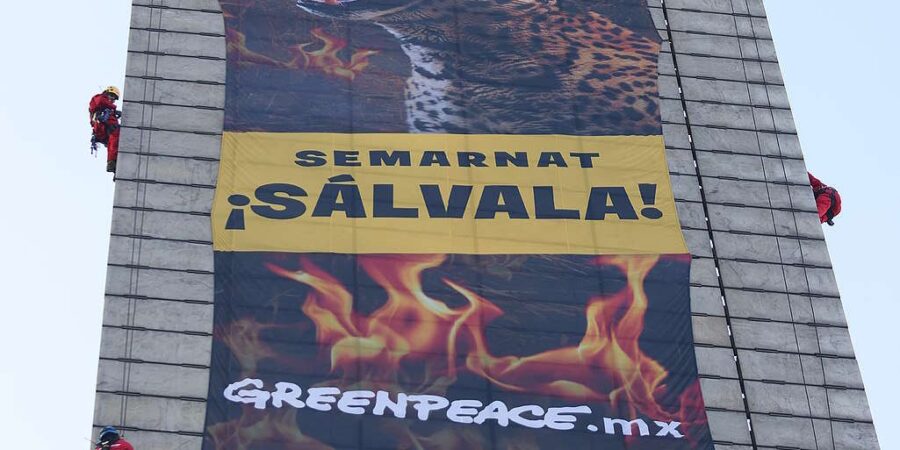 SEMARNAT
¡SÁLVALA!
GREENPEACE.mx